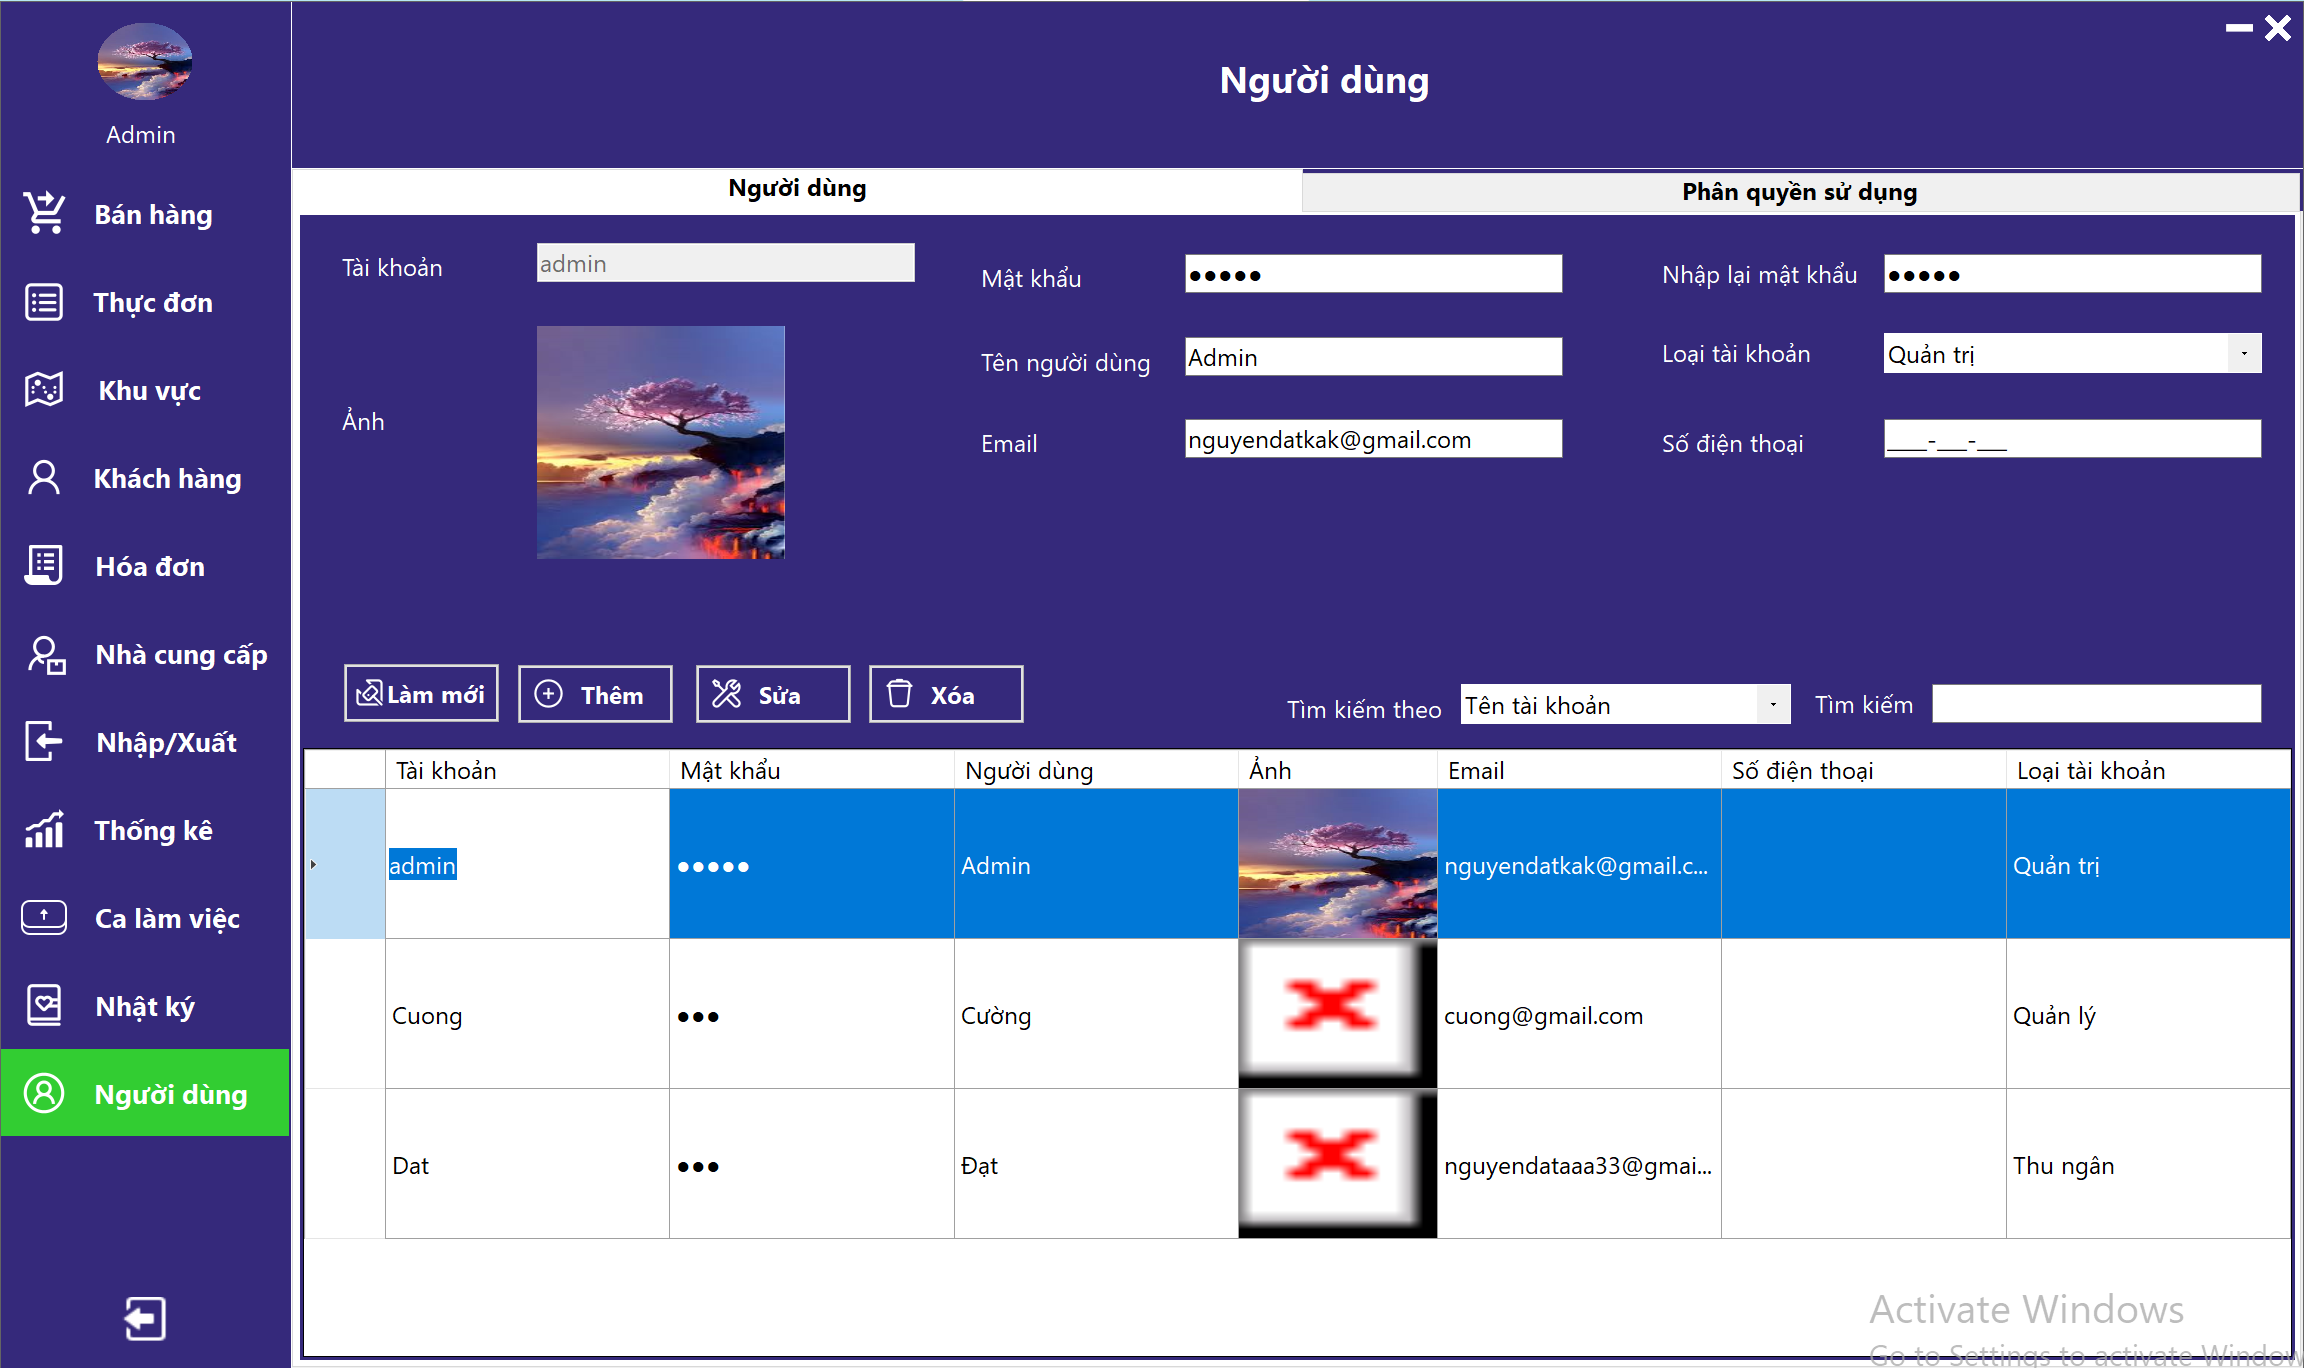 Người dùng
Admin
Bán hàng
Thực đơn
Khu vực
Khách hàng
Hóa đơn
Nhà cung cấp
Nhập/Xuất
Thống kê
Ca làm việc
Nhật ký
Người dùng
Người dùng
Phân quyền sử dụng
Tài khoản
admin
Mật khẩu
●●●●●
Nhập lại mật khẩu
●●●●●
Ảnh
Tên người dùng
Admin
Loại tài khoản
Quản trị
Email
nguyendatkak@gmail.com
Số điện thoại
____-___-___
Làm mới
Thêm
Sửa
Xóa
Tìm kiếm theo
Tên tài khoản
Tìm kiếm
Tài khoản Mật khẩu Người dùng Ảnh Email Số điện thoại Loại tài khoản
admin ●●●●● Admin nguyendatkak@gmail.c... Quản trị
Cuong ●●● Cường cuong@gmail.com Quản lý
Dat ●●● Đạt nguyendataaa33@gmai... Thu ngân
Activate Windows
Go to Settings to activate Window